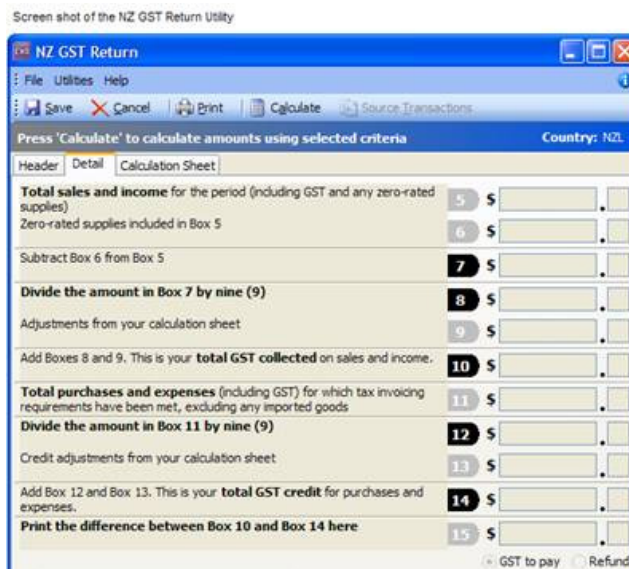 Screen shot of the NZ GST Return Utility
NZ GST Return
File Utilities Help
Save Cancel Print Calculate Source Transactions
Press 'Calculate' to calculate amounts using selected criteria Country: NZL
Header Detail Calculation Sheet
Total sales and income for the period (including GST and any zero-rated
supplies) 5 $ .
Zero-rated supplies included in Box 5 6 $ .
Subtract Box 6 from Box 5 7 $ .
Divide the amount in Box 7 by nine (9) 8 $ .
Adjustments from your calculation sheet 9 $ .
Add Boxes 8 and 9. This is your total GST collected on sales and income. 10 $ .
Total purchases and expenses (including GST) for which tax invoicing
requirements have been met, excluding any imported goods 11 $ .
Divide the amount in Box 11 by nine (9) 12 $ .
Credit adjustments from your calculation sheet 13 $ .
Add Box 12 and Box 13. This is your total GST credit for purchases and
expenses. 14 $ .
Print the difference between Box 10 and Box 14 here 15 $ .
GST to pay Refund